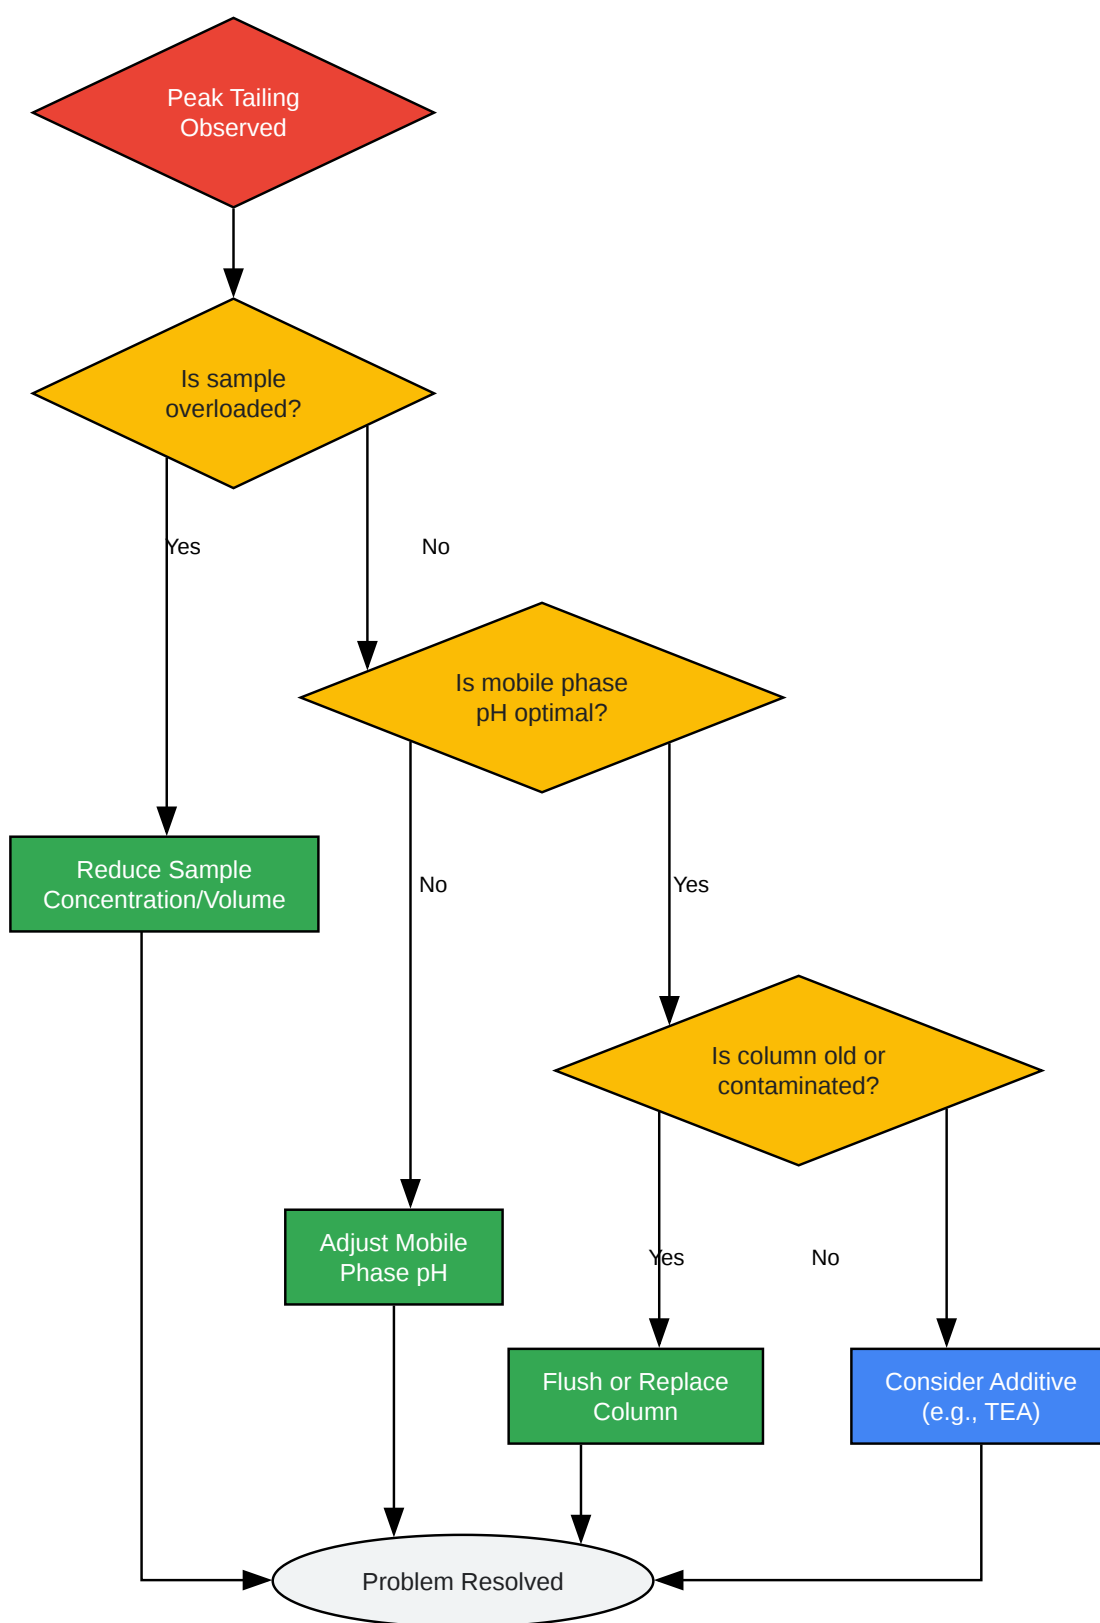 Peak Tailing
Observed
Is sample
overloaded?
Yes
No
Is mobile phase
pH optimal?
Reduce Sample
Concentration/Volume
No
Yes
Is column old or
contaminated?
Adjust Mobile
Phase pH
Yes
No
Flush or Replace
Column
Consider Additive
(e.g., TEA)
Problem Resolved